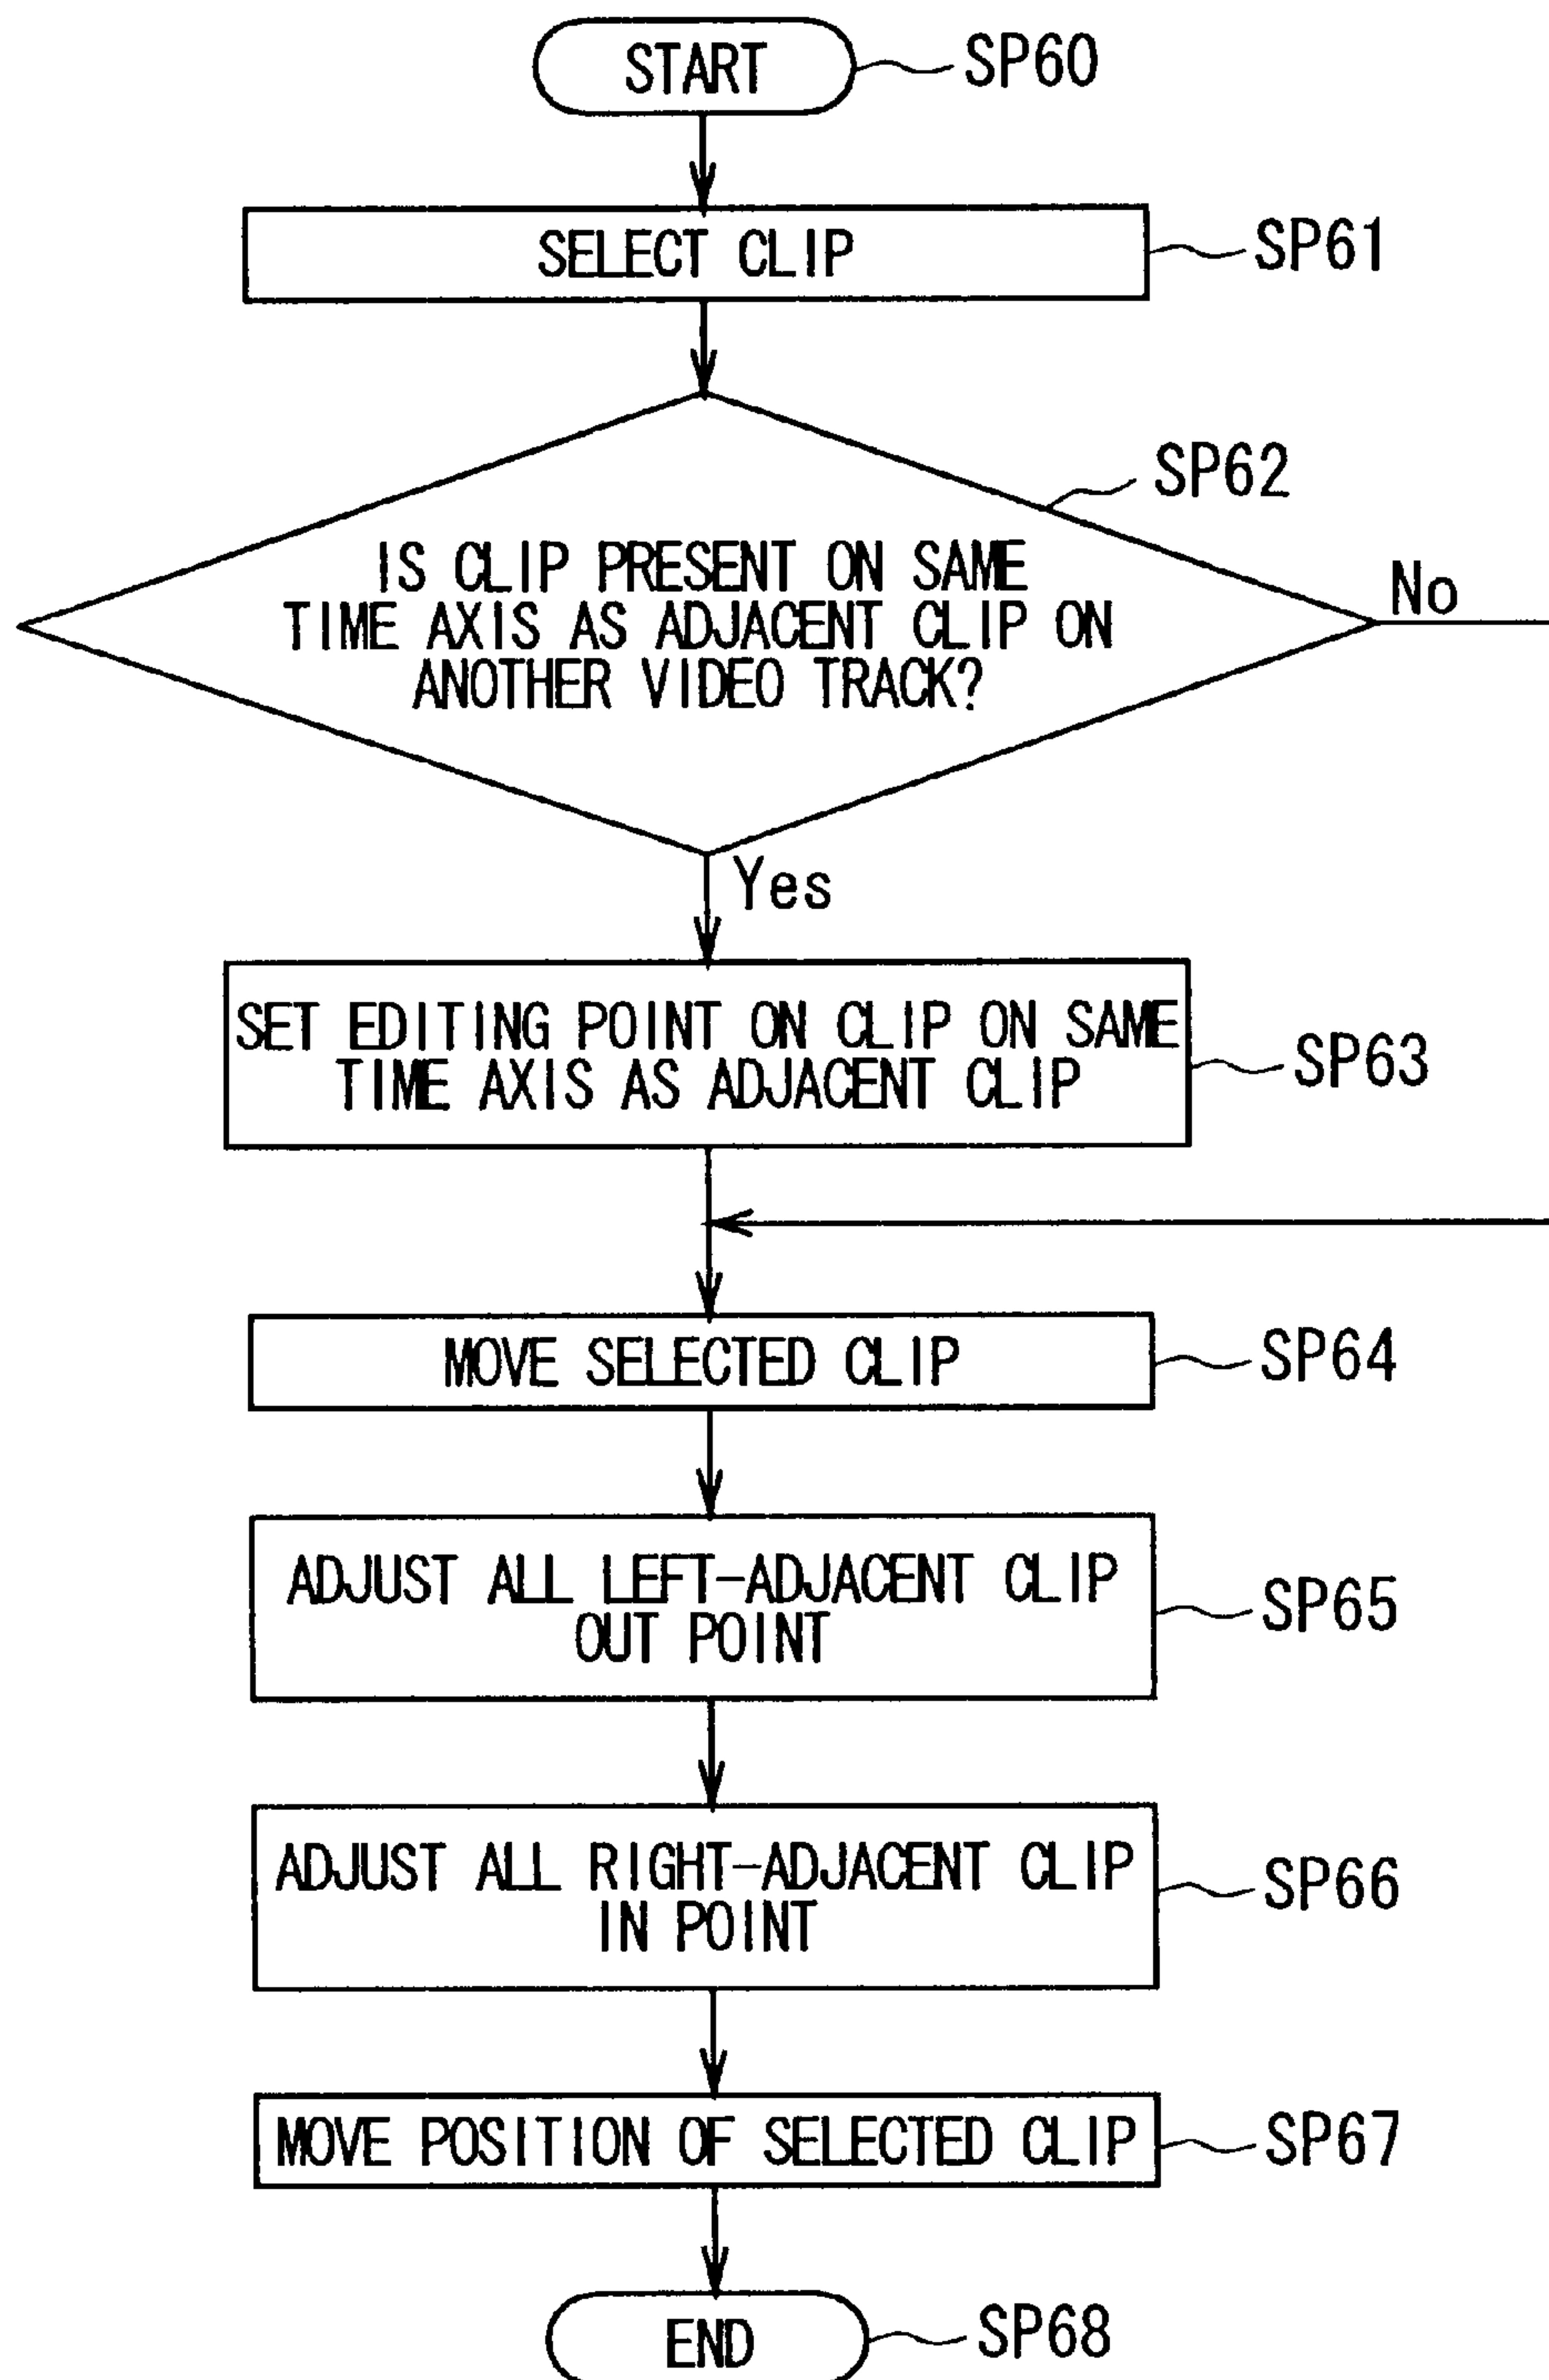 START
SP60
SELECT CLIP
SP61
SP62
IS CLIP PRESENT ON SAME
TIME AXIS AS ADJACENT CLIP ON
ANOTHER VIDEO TRACK?
No
Yes
SET EDITING POINT ON CLIP ON SAME
TIME AXIS AS ADJACENT CLIP
SP63
MOVE SELECTED CLIP
SP64
ADJUST ALL LEFT-ADJACENT CLIP
OUT POINT
SP65
ADJUST ALL RIGHT-ADJACENT CLIP
IN POINT
SP66
MOVE POSITION OF SELECTED CLIP
SP67
END
SP68